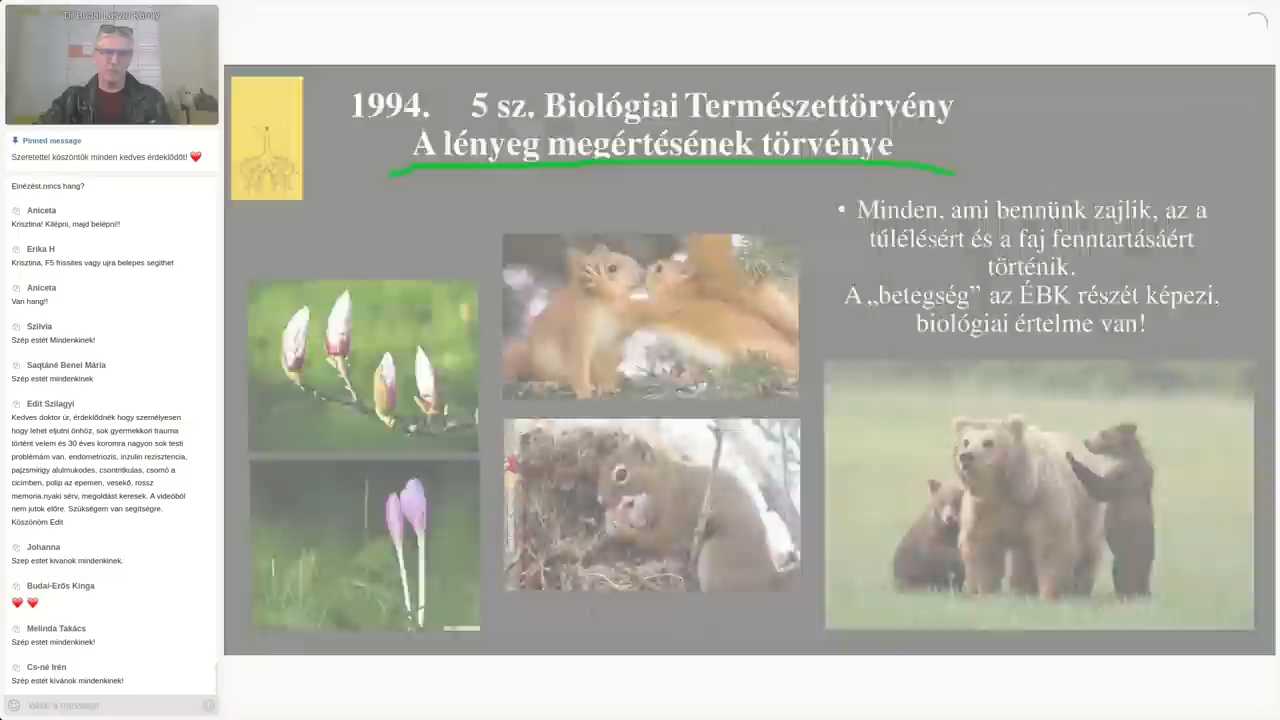 Dr. Budai László Károly
Pinned message
Szeretettel köszöntök minden kedves érdeklődőt!
Elnézést.nincs hang?
Aniceta
Krisztina! Kilépni, majd belépni!!
Erika H
Krisztina, F5 frissites vagy ujra belepes segithet
Aniceta
Van hang!!
Szilvia
Szép estét Mindenkinek!
Saqtáné Benei Mária
Szép estét mindenkinek
Edit Szilagyi
Kedves doktor úr, érdeklődnék hogy személyesen
hogy lehet eljutni önhöz, sok gyermekkori trauma
történt velem és 30 éves koromra nagyon sok testi
problémám van. endometriozis, inzulin rezisztencia,
pajzsmirigy alulmukodes, csontritkulas, csomó a
cicimben, polip az epemen, vesekő, rossz
memoria.nyaki sérv, megoldást keresek. A videóból
nem jutok előre. Szükségem van segítségre.
Köszönöm Edit
Johanna
Szep estet kivanok mindenkinek.
Budai-Erős Kinga
Melinda Takács
Szép estet mindenkinek!
Cs-né Irén
Szép estét kívánok mindenkinek!
Write a message
1994. 5 sz. Biológiai Természettörvény
A lényeg megértésének törvénye
• Minden, ami bennünk zajlik, az a
túlélésért és a faj fenntartásáért
történik.
A „betegség” az ÉBK részét képezi,
biológiai értelme van!